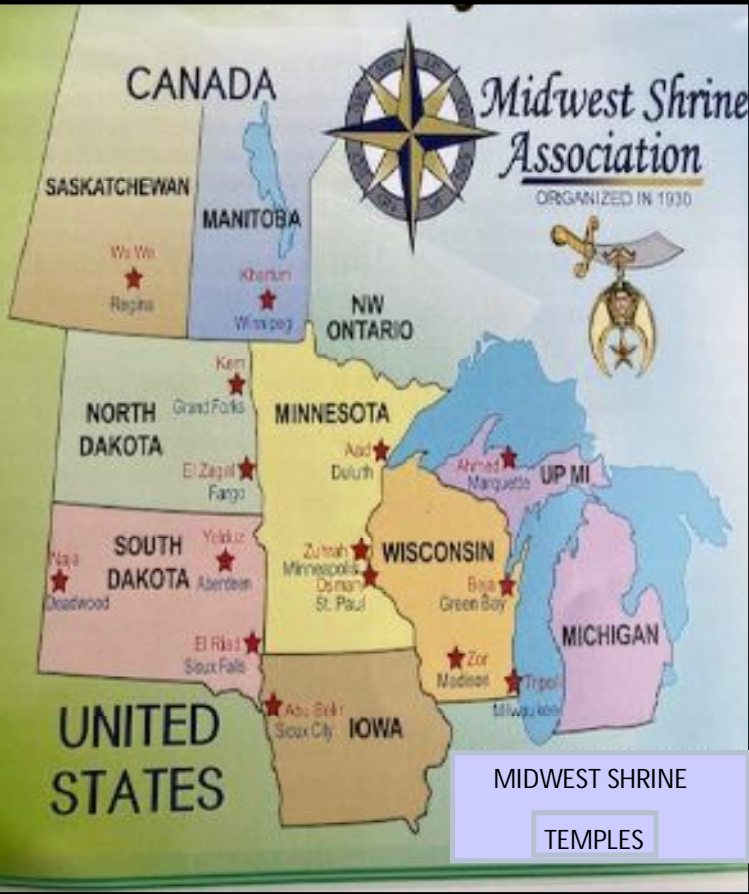 CANADA
Midwest Shrine
Association
ORGANIZED IN 1930
SASKATCHEWAN
MANITOBA
Wa Wa
Regina
Khartum
Winnipeg
NW
ONTARIO
Kem
Grand Forks
NORTH
DAKOTA
MINNESOTA
Aad
Duluth
Ahmed
Marquette
UP MI
El Zagal
Fargo
SOUTH
DAKOTA
Yelduz
Aberdeen
Naja
Deadwood
Zuhrah
Minneapolis
Osman
St. Paul
WISCONSIN
Beja
Green Bay
MICHIGAN
El Riad
Sioux Falls
Zor
Madison
Tripoli
Milwaukee
Abu Bekr
Sioux City
IOWA
UNITED
STATES
MIDWEST SHRINE
TEMPLES